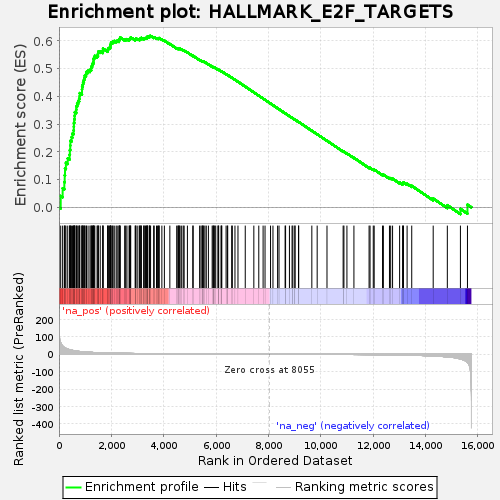 Enrichment plot: HALLMARK_E2F_TARGETS
Enrichment score (ES)
0.6
0.5
0.4
0.3
0.2
0.1
0.0
'na_pos' (positively correlated)
Ranked list metric (PreRanked)
200
100
0
-100
-200
-300
-400
Zero cross at 8055
'na_neg' (negatively correlated)
0 2,000 4,000 6,000 8,000 10,000 12,000 14,000 16,000
Rank in Ordered Dataset
Enrichment profile Hits Ranking metric scores